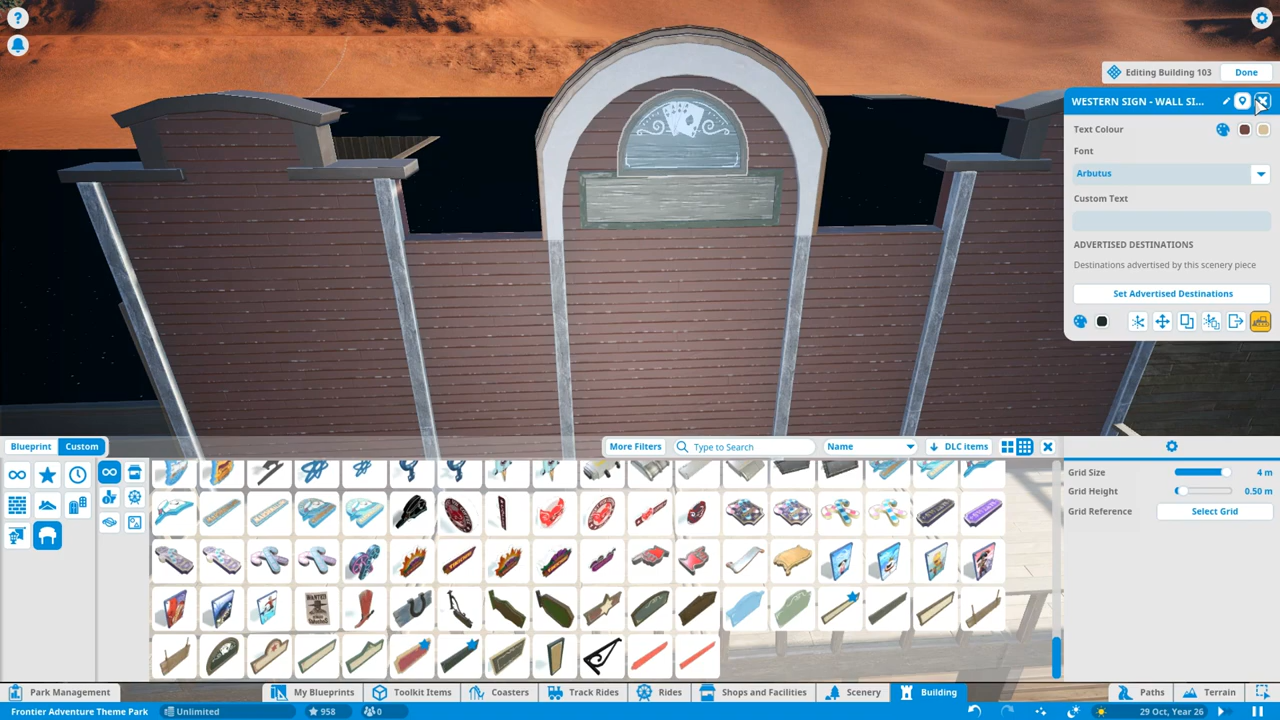 Editing Building 103
Done
WESTERN SIGN - WALL SI...
Text Colour
Font
Arbutus
Custom Text
ADVERTISED DESTINATIONS
Destinations advertised by this scenery piece
Set Advertised Destinations
Blueprint
Custom
More Filters
Type to Search
Name
DLC items
Grid Size
4 m
Grid Height
0.50 m
Grid Reference
Select Grid
Park Management
My Blueprints
Toolkit Items
Coasters
Track Rides
Rides
Shops and Facilities
Scenery
Building
Paths
Terrain
Frontier Adventure Theme Park
Unlimited
958
0
29 Oct, Year 26